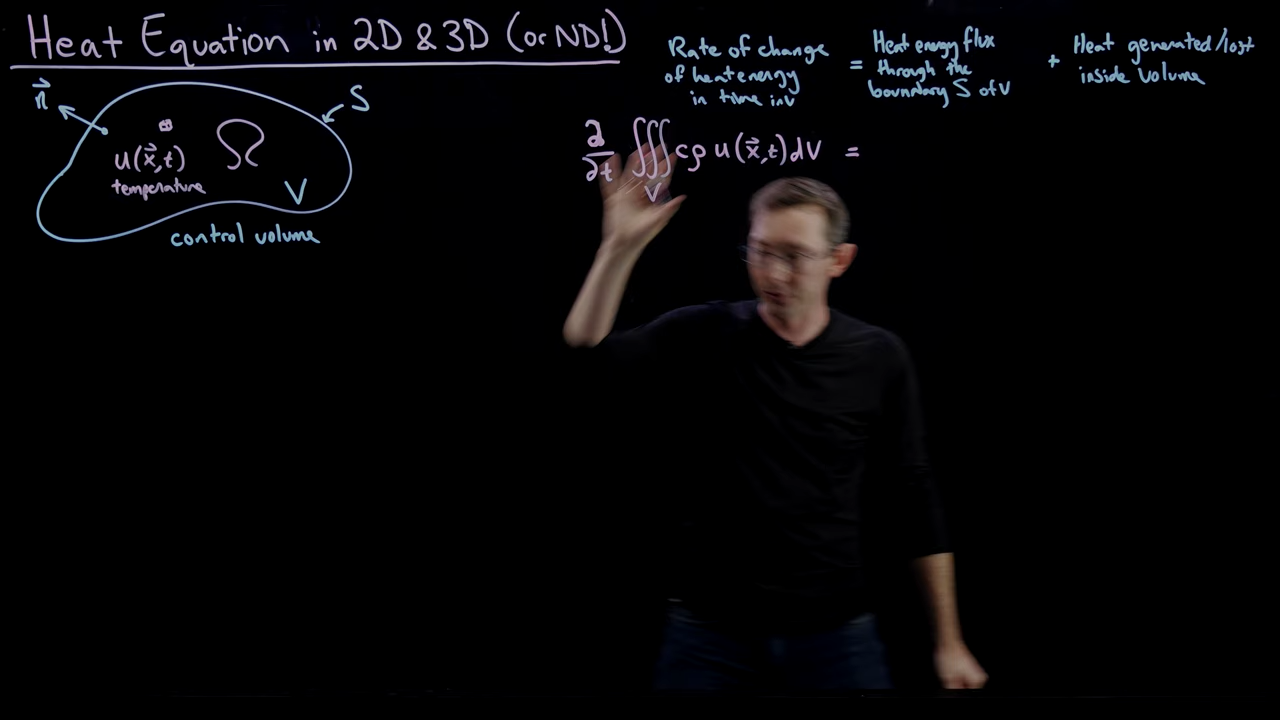 Heat Equation in 2D & 3D (or ND!)
Rate of change
of heat energy
in time in V
=
Heat energy flux
through the
boundary S of V
+
Heat generated/lost
inside volume
n⃗
S
u(x⃗,t)
temperature
Ω
V
control volume
∂/∂t ∭_V cρ u(x⃗,t) dV =